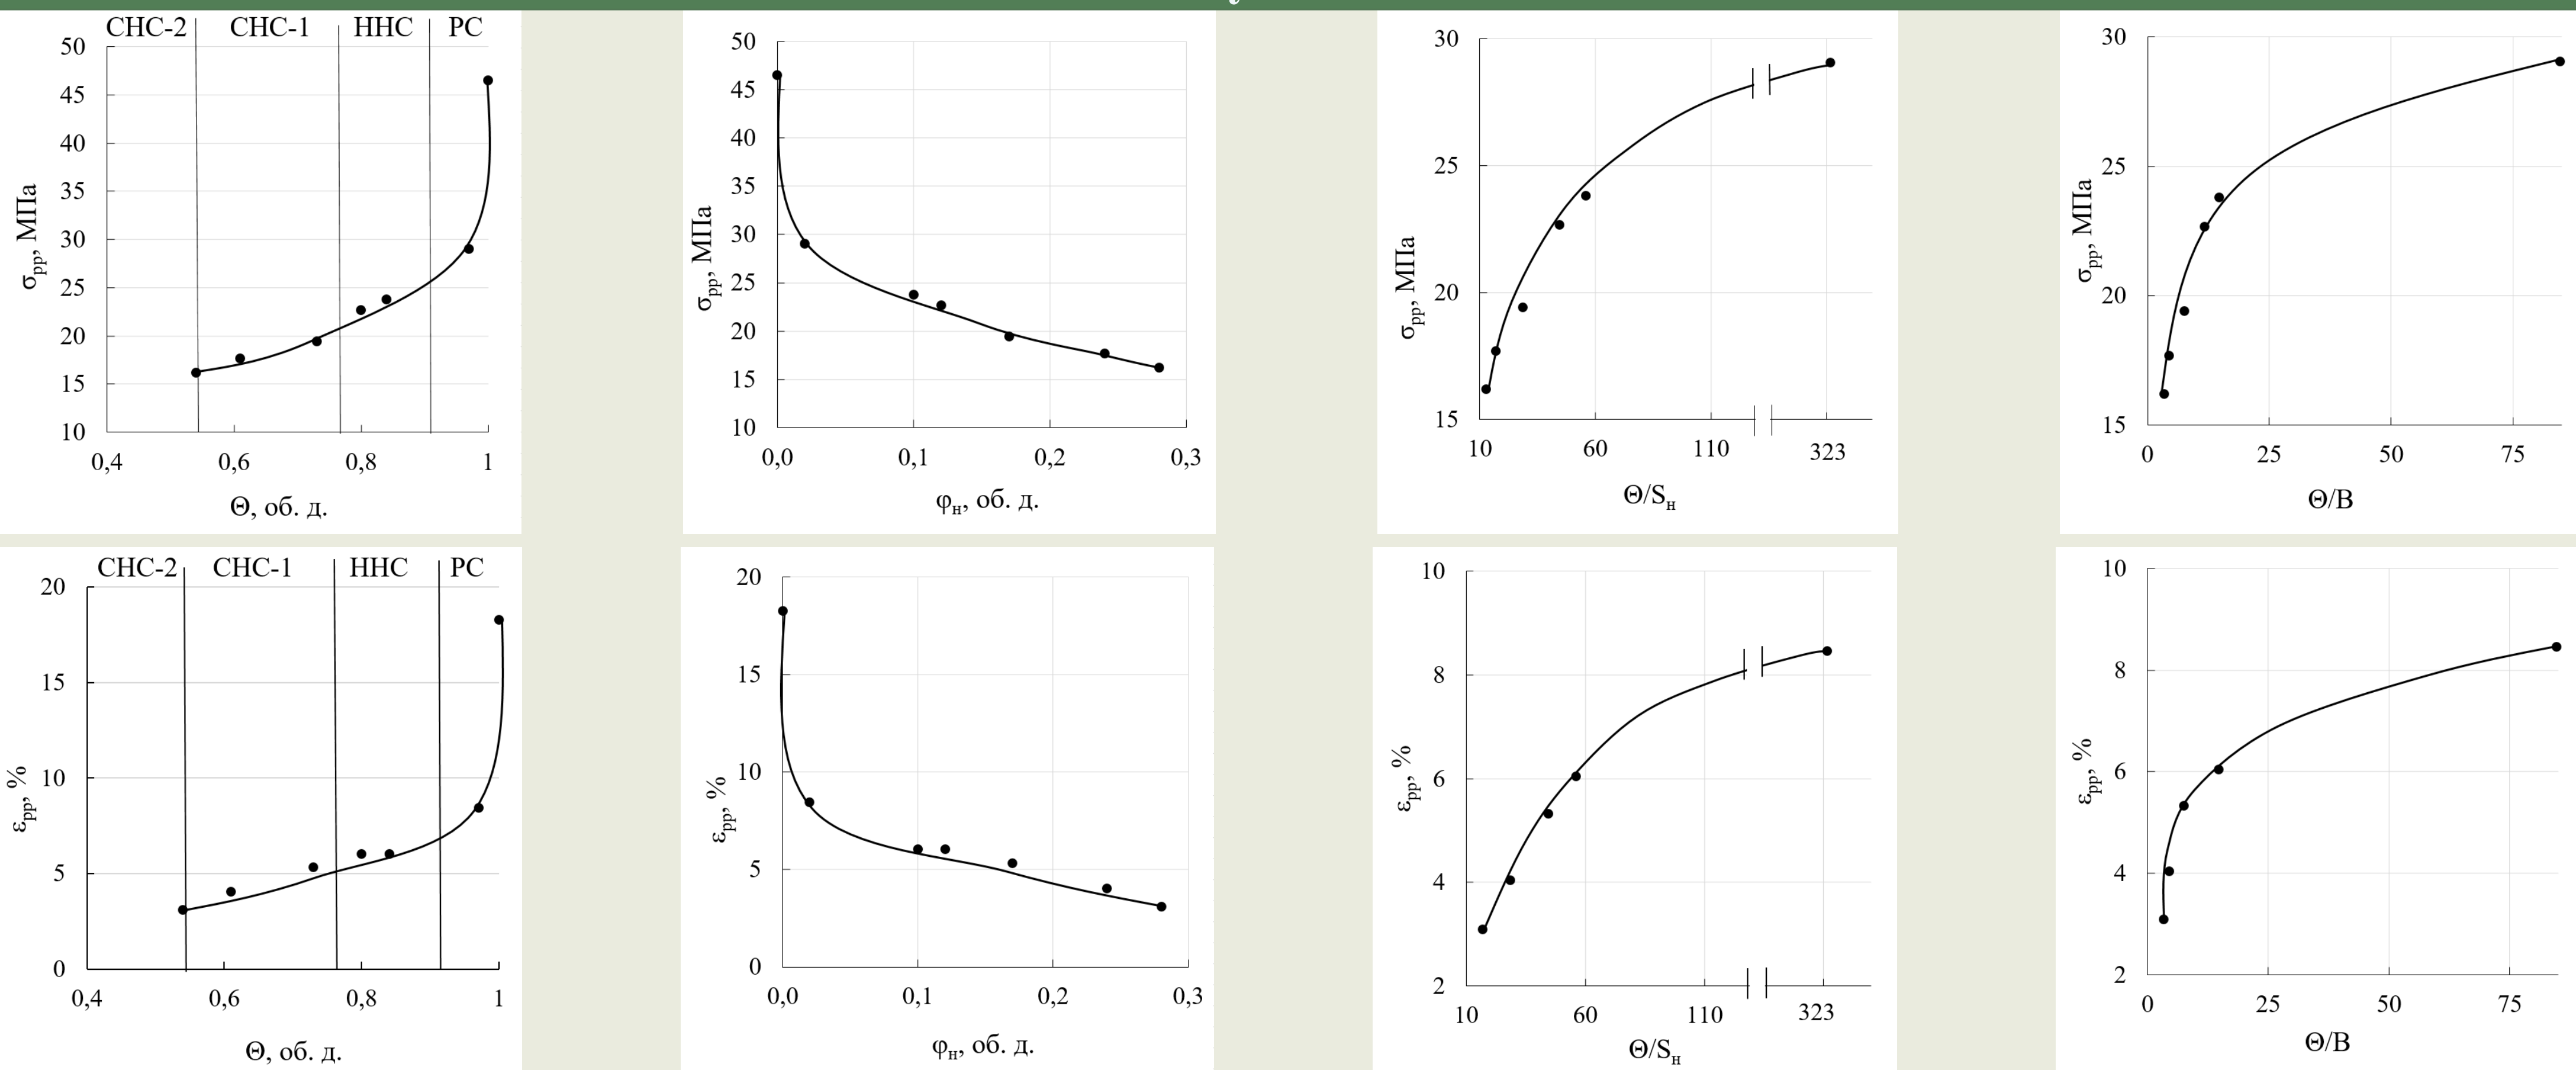 СНС-2 СНС-1 ННС РС
50
45
40
35
30
25
20
15
10
0,4 0,6 0,8 1
σрр, МПа
Θ, об. д.
50
45
40
35
30
25
20
15
10
0,0 0,1 0,2 0,3
σрр, МПа
φн, об. д.
30
25
20
15
10 60 110 323
σрр, МПа
Θ/Sн
30
25
20
15
0 25 50 75
σрр, МПа
Θ/В
СНС-2 СНС-1 ННС РС
20
15
10
5
0
0,4 0,6 0,8 1
εрр, %
Θ, об. д.
20
15
10
5
0
0,0 0,1 0,2 0,3
εрр, %
φн, об. д.
10
8
6
4
2
10 60 110 323
εрр, %
Θ/Sн
10
8
6
4
2
0 25 50 75
εрр, %
Θ/В